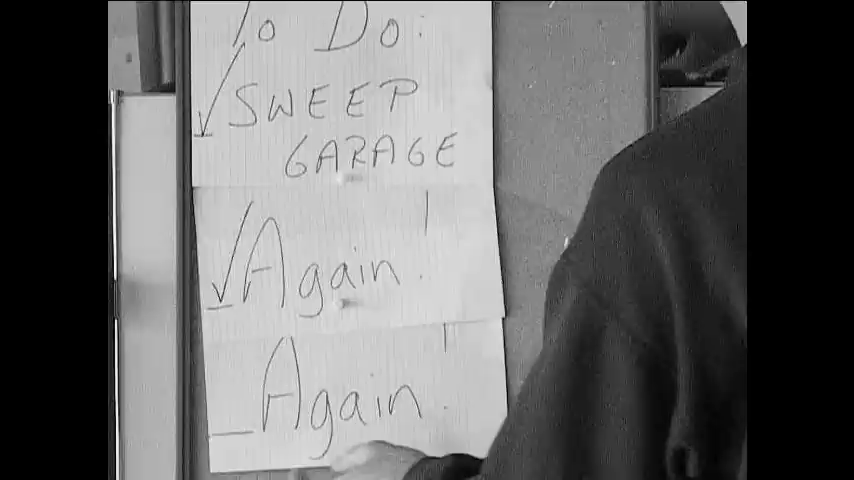 To Do:
✓ SWEEP
GARAGE
✓ Again!
_ Again!